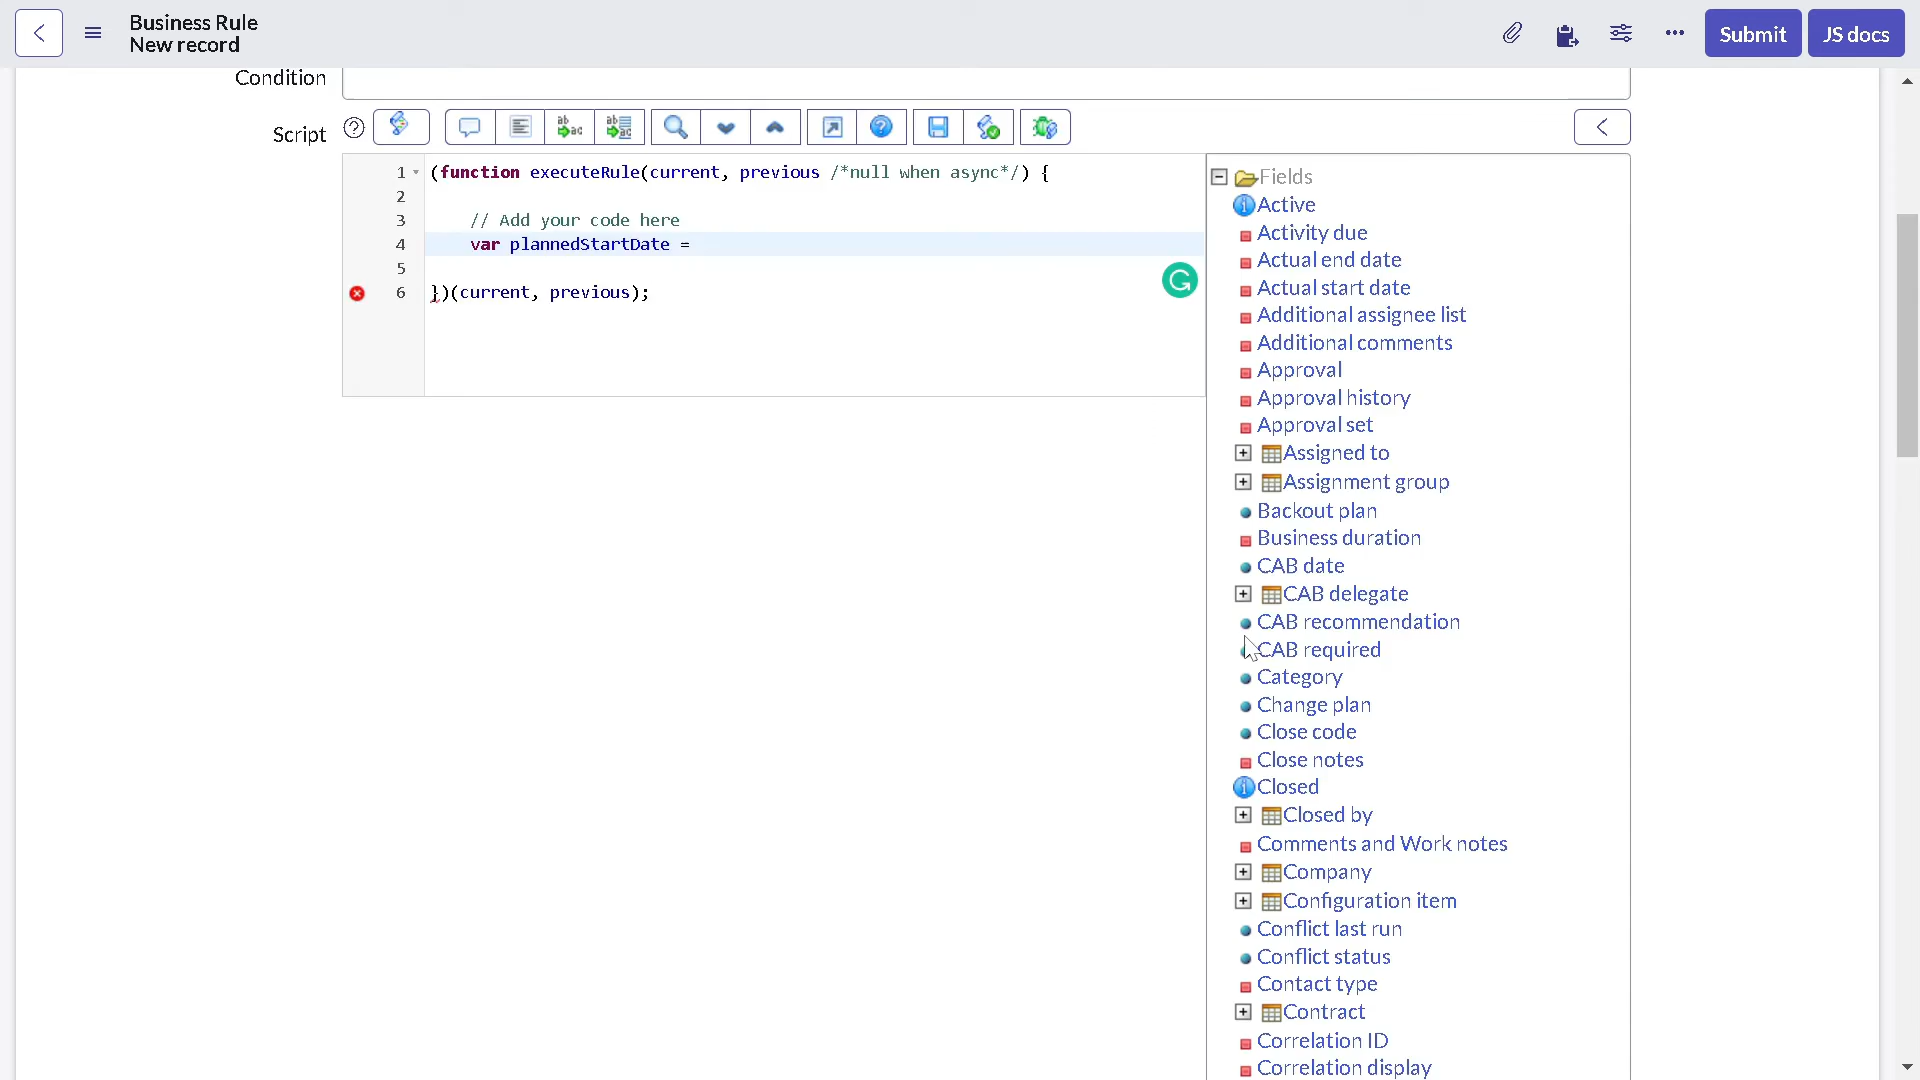 Business Rule
New record
Submit
JS docs
Condition
Script
1 (function executeRule(current, previous /*null when async*/) {
2
3 // Add your code here
4 var plannedStartDate =
5
6 })(current, previous);
Fields
Active
Activity due
Actual end date
Actual start date
Additional assignee list
Additional comments
Approval
Approval history
Approval set
Assigned to
Assignment group
Backout plan
Business duration
CAB date
CAB delegate
CAB recommendation
CAB required
Category
Change plan
Close code
Close notes
Closed
Closed by
Comments and Work notes
Company
Configuration item
Conflict last run
Conflict status
Contact type
Contract
Correlation ID
Correlation display